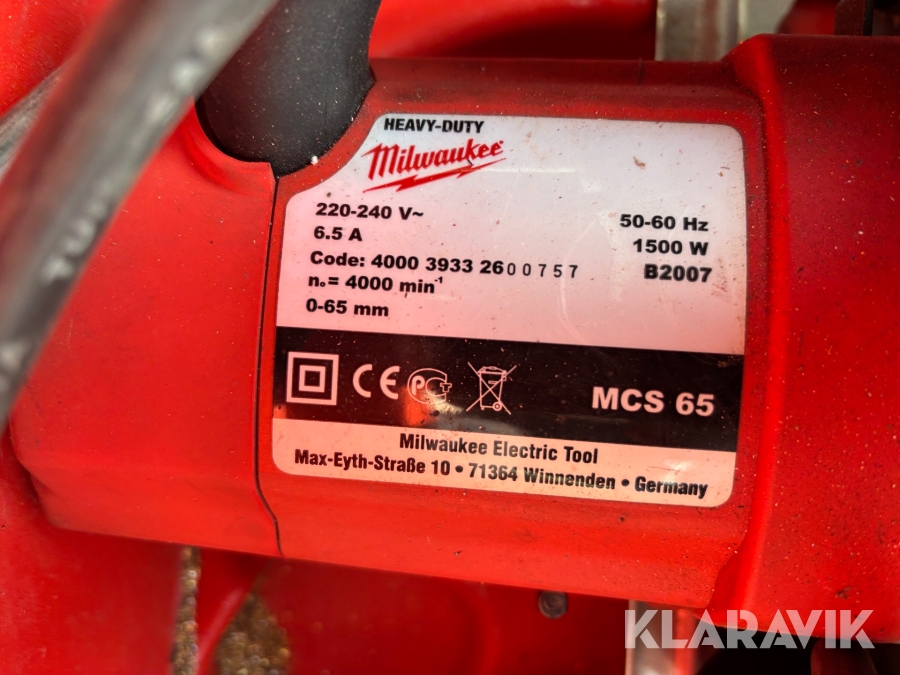 HEAVY-DUTY
Milwaukee
220-240 V~
50-60 Hz
6.5 A
1500 W
Code: 4000 3933 2600757
B2007
n₀= 4000 min⁻¹
0-65 mm
CE
MCS 65
Milwaukee Electric Tool
Max-Eyth-Straße 10 • 71364 Winnenden • Germany
KLARAVIK